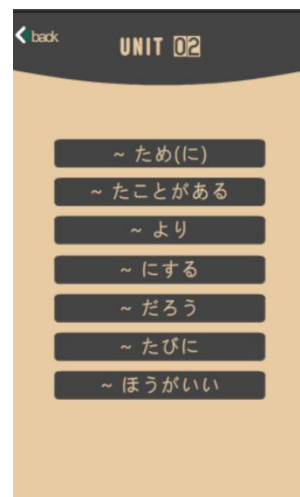 back
UNIT 02
~ ため(に)
~ たことがある
~ より
~ にする
~ だろう
~ たびに
~ ほうがいい